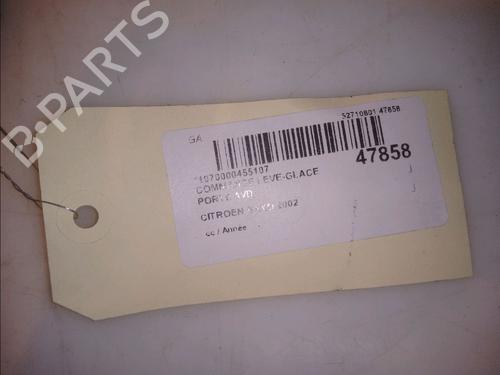 B-PARTS
GA
52710801 47858
*1070000455107
47858
COMMANDE LEVE-GLACE
PORTE AVD
CITROEN 2002
cc / Année